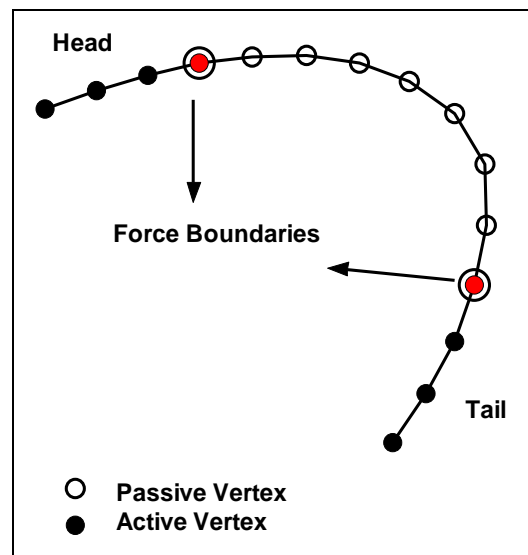 Head
Force Boundaries
Tail
Passive Vertex
Active Vertex